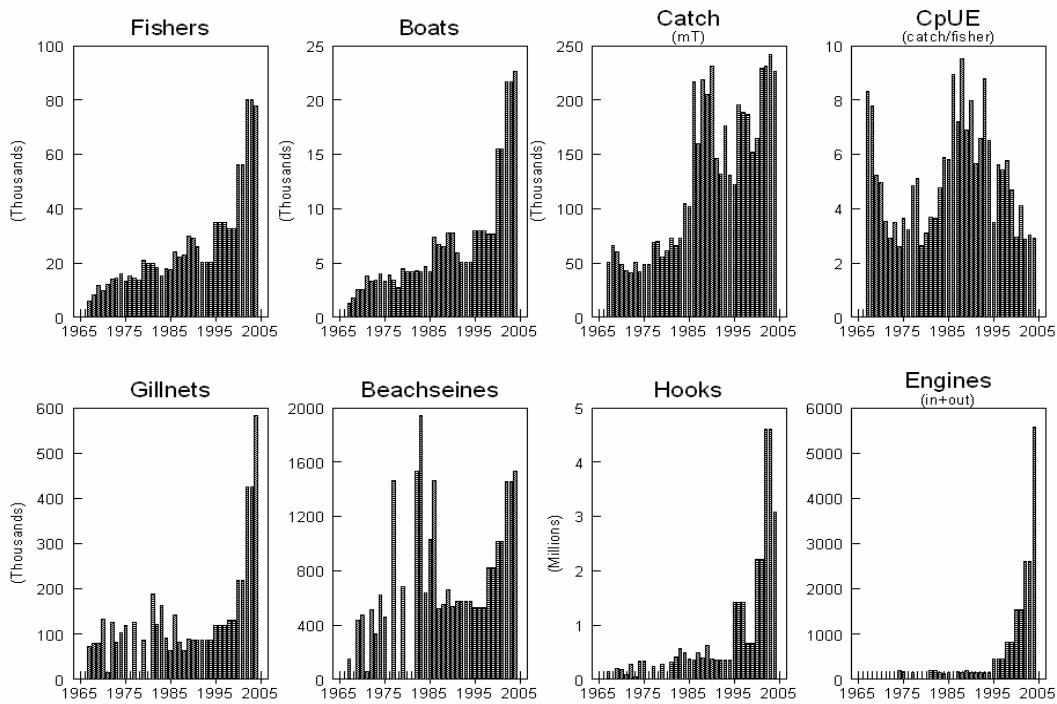 Fishers
Boats
Catch
(mT)
CpUE
(catch/fisher)
100
80
60
40
20
0
(Thousands)
1965 1975 1985 1995 2005
25
20
15
10
5
0
(Thousands)
1965 1975 1985 1995 2005
250
200
150
100
50
0
(Thousands)
1965 1975 1985 1995 2005
10
8
6
4
2
0
1965 1975 1985 1995 2005
Gillnets
Beachseines
Hooks
Engines
(in+out)
600
500
400
300
200
100
0
(Thousands)
1965 1975 1985 1995 2005
2000
1600
1200
800
400
0
1965 1975 1985 1995 2005
5
4
3
2
1
0
(Millions)
1965 1975 1985 1995 2005
6000
5000
4000
3000
2000
1000
0
1965 1975 1985 1995 2005